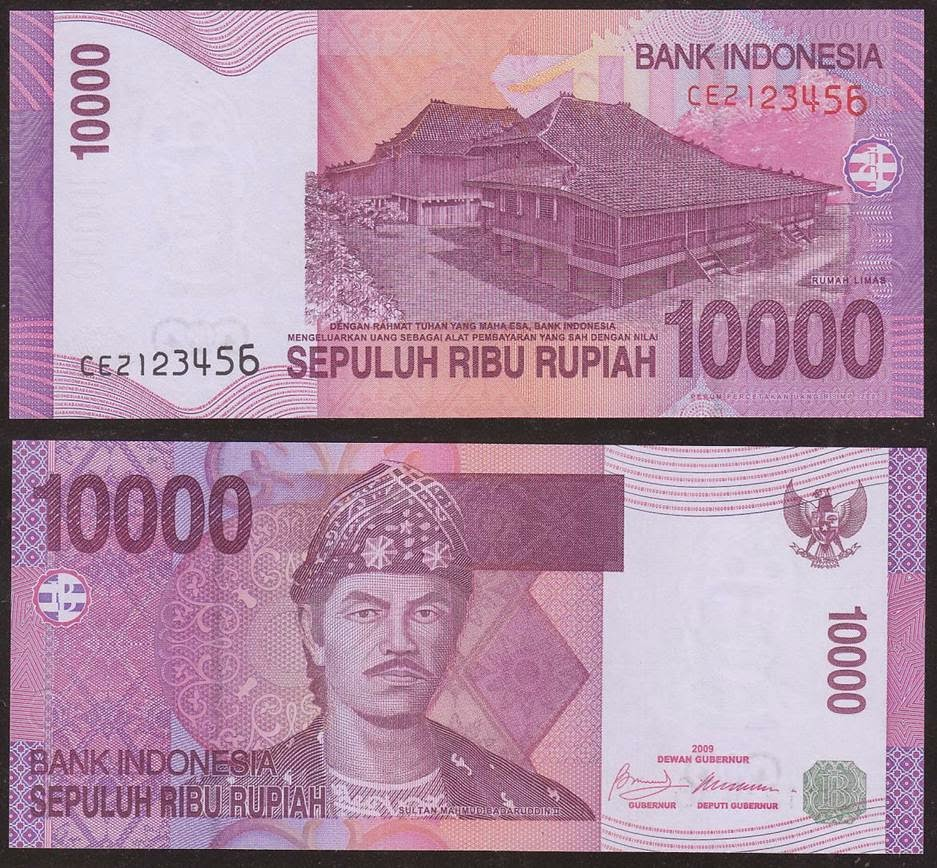 10000
BANK INDONESIA
CEZ123456
RUMAH LIMAS
DENGAN RAHMAT TUHAN YANG MAHA ESA, BANK INDONESIA
MENGELUARKAN UANG SEBAGAI ALAT PEMBAYARAN YANG SAH DENGAN NILAI
SEPULUH RIBU RUPIAH
10000
CEZ123456
10000
10000
2009
DEWAN GUBERNUR
GUBERNUR
DEPUTI GUBERNUR
BANK INDONESIA
SEPULUH RIBU RUPIAH
SULTAN MAHMUD BADARUDDIN II